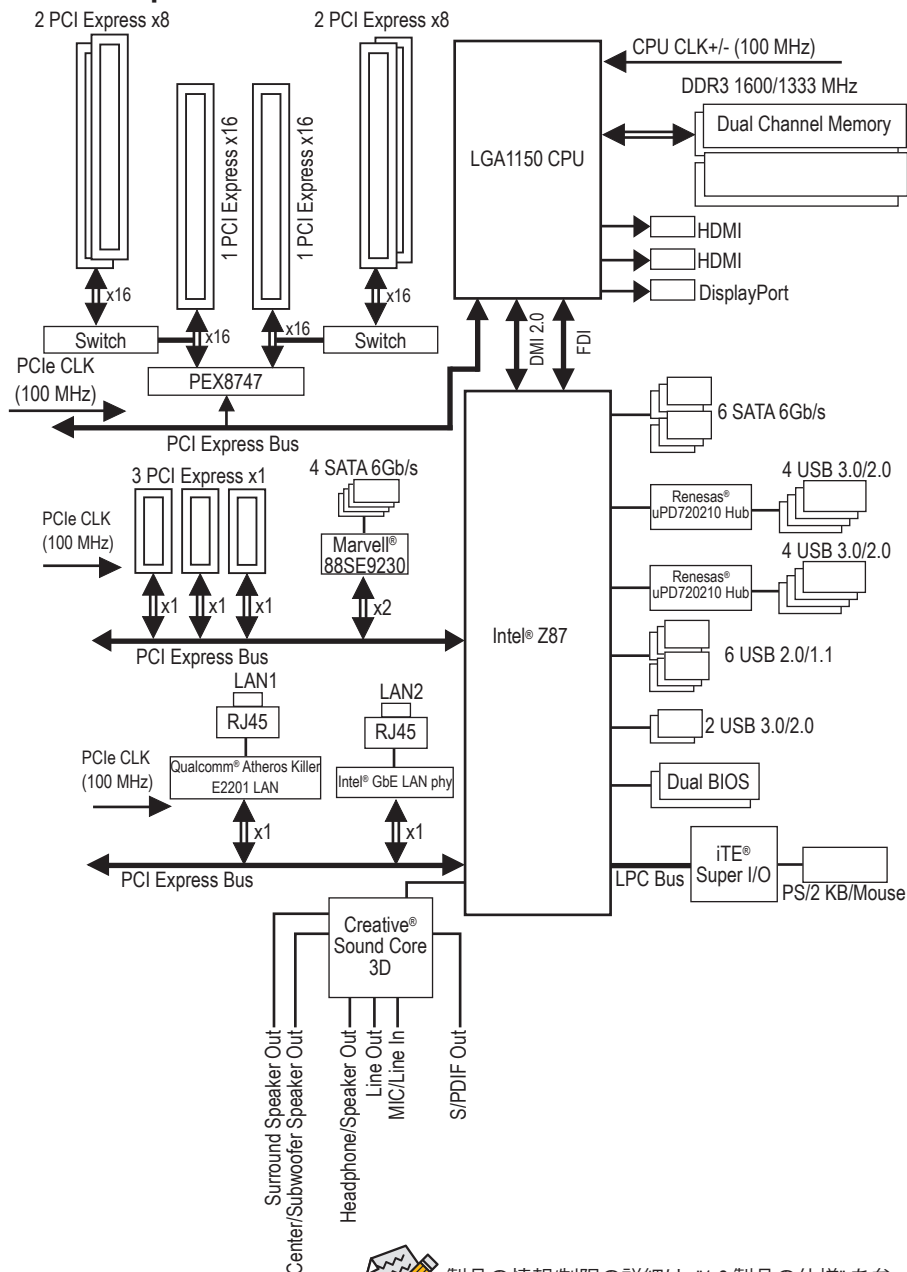 2 PCI Express x8
2 PCI Express x8
1 PCI Express x16
1 PCI Express x16
x16
x16
Switch
x16
x16
Switch
PCIe CLK
(100 MHz)
PEX8747
PCI Express Bus
LGA1150 CPU
CPU CLK+/- (100 MHz)
DDR3 1600/1333 MHz
Dual Channel Memory
HDMI
HDMI
DisplayPort
DMI 2.0
FDI
3 PCI Express x1
4 SATA 6Gb/s
PCIe CLK
(100 MHz)
Marvell®
88SE9230
x1
x1
x1
x2
PCI Express Bus
Intel® Z87
6 SATA 6Gb/s
4 USB 3.0/2.0
Renesas®
uPD720210 Hub
4 USB 3.0/2.0
Renesas®
uPD720210 Hub
6 USB 2.0/1.1
2 USB 3.0/2.0
Dual BIOS
LAN1
RJ45
LAN2
RJ45
PCIe CLK
(100 MHz)
Qualcomm® Atheros Killer
E2201 LAN
Intel® GbE LAN phy
x1
x1
PCI Express Bus
LPC Bus
iTE®
Super I/O
PS/2 KB/Mouse
Creative®
Sound Core
3D
Surround Speaker Out
Center/Subwoofer Speaker Out
Headphone/Speaker Out
Line Out
MIC/Line In
S/PDIF Out